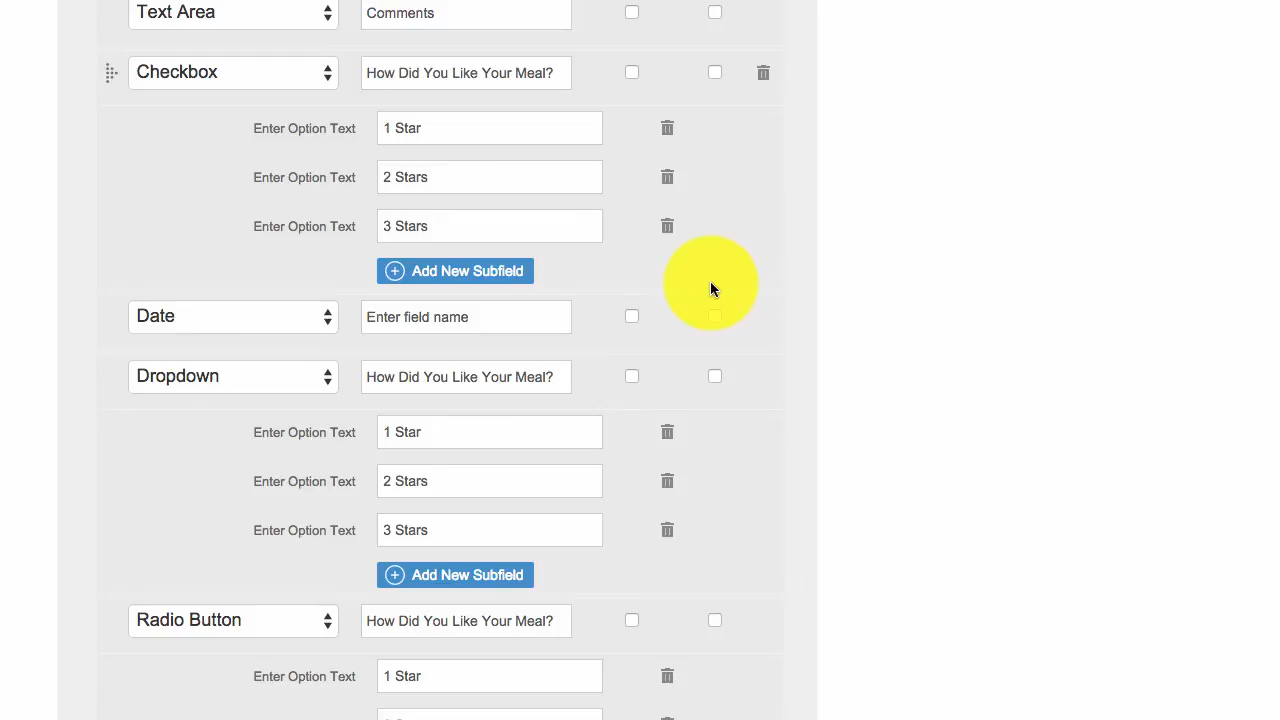 Text Area Comments
Checkbox How Did You Like Your Meal?
Enter Option Text 1 Star
Enter Option Text 2 Stars
Enter Option Text 3 Stars
Add New Subfield
Date Enter field name
Dropdown How Did You Like Your Meal?
Enter Option Text 1 Star
Enter Option Text 2 Stars
Enter Option Text 3 Stars
Add New Subfield
Radio Button How Did You Like Your Meal?
Enter Option Text 1 Star